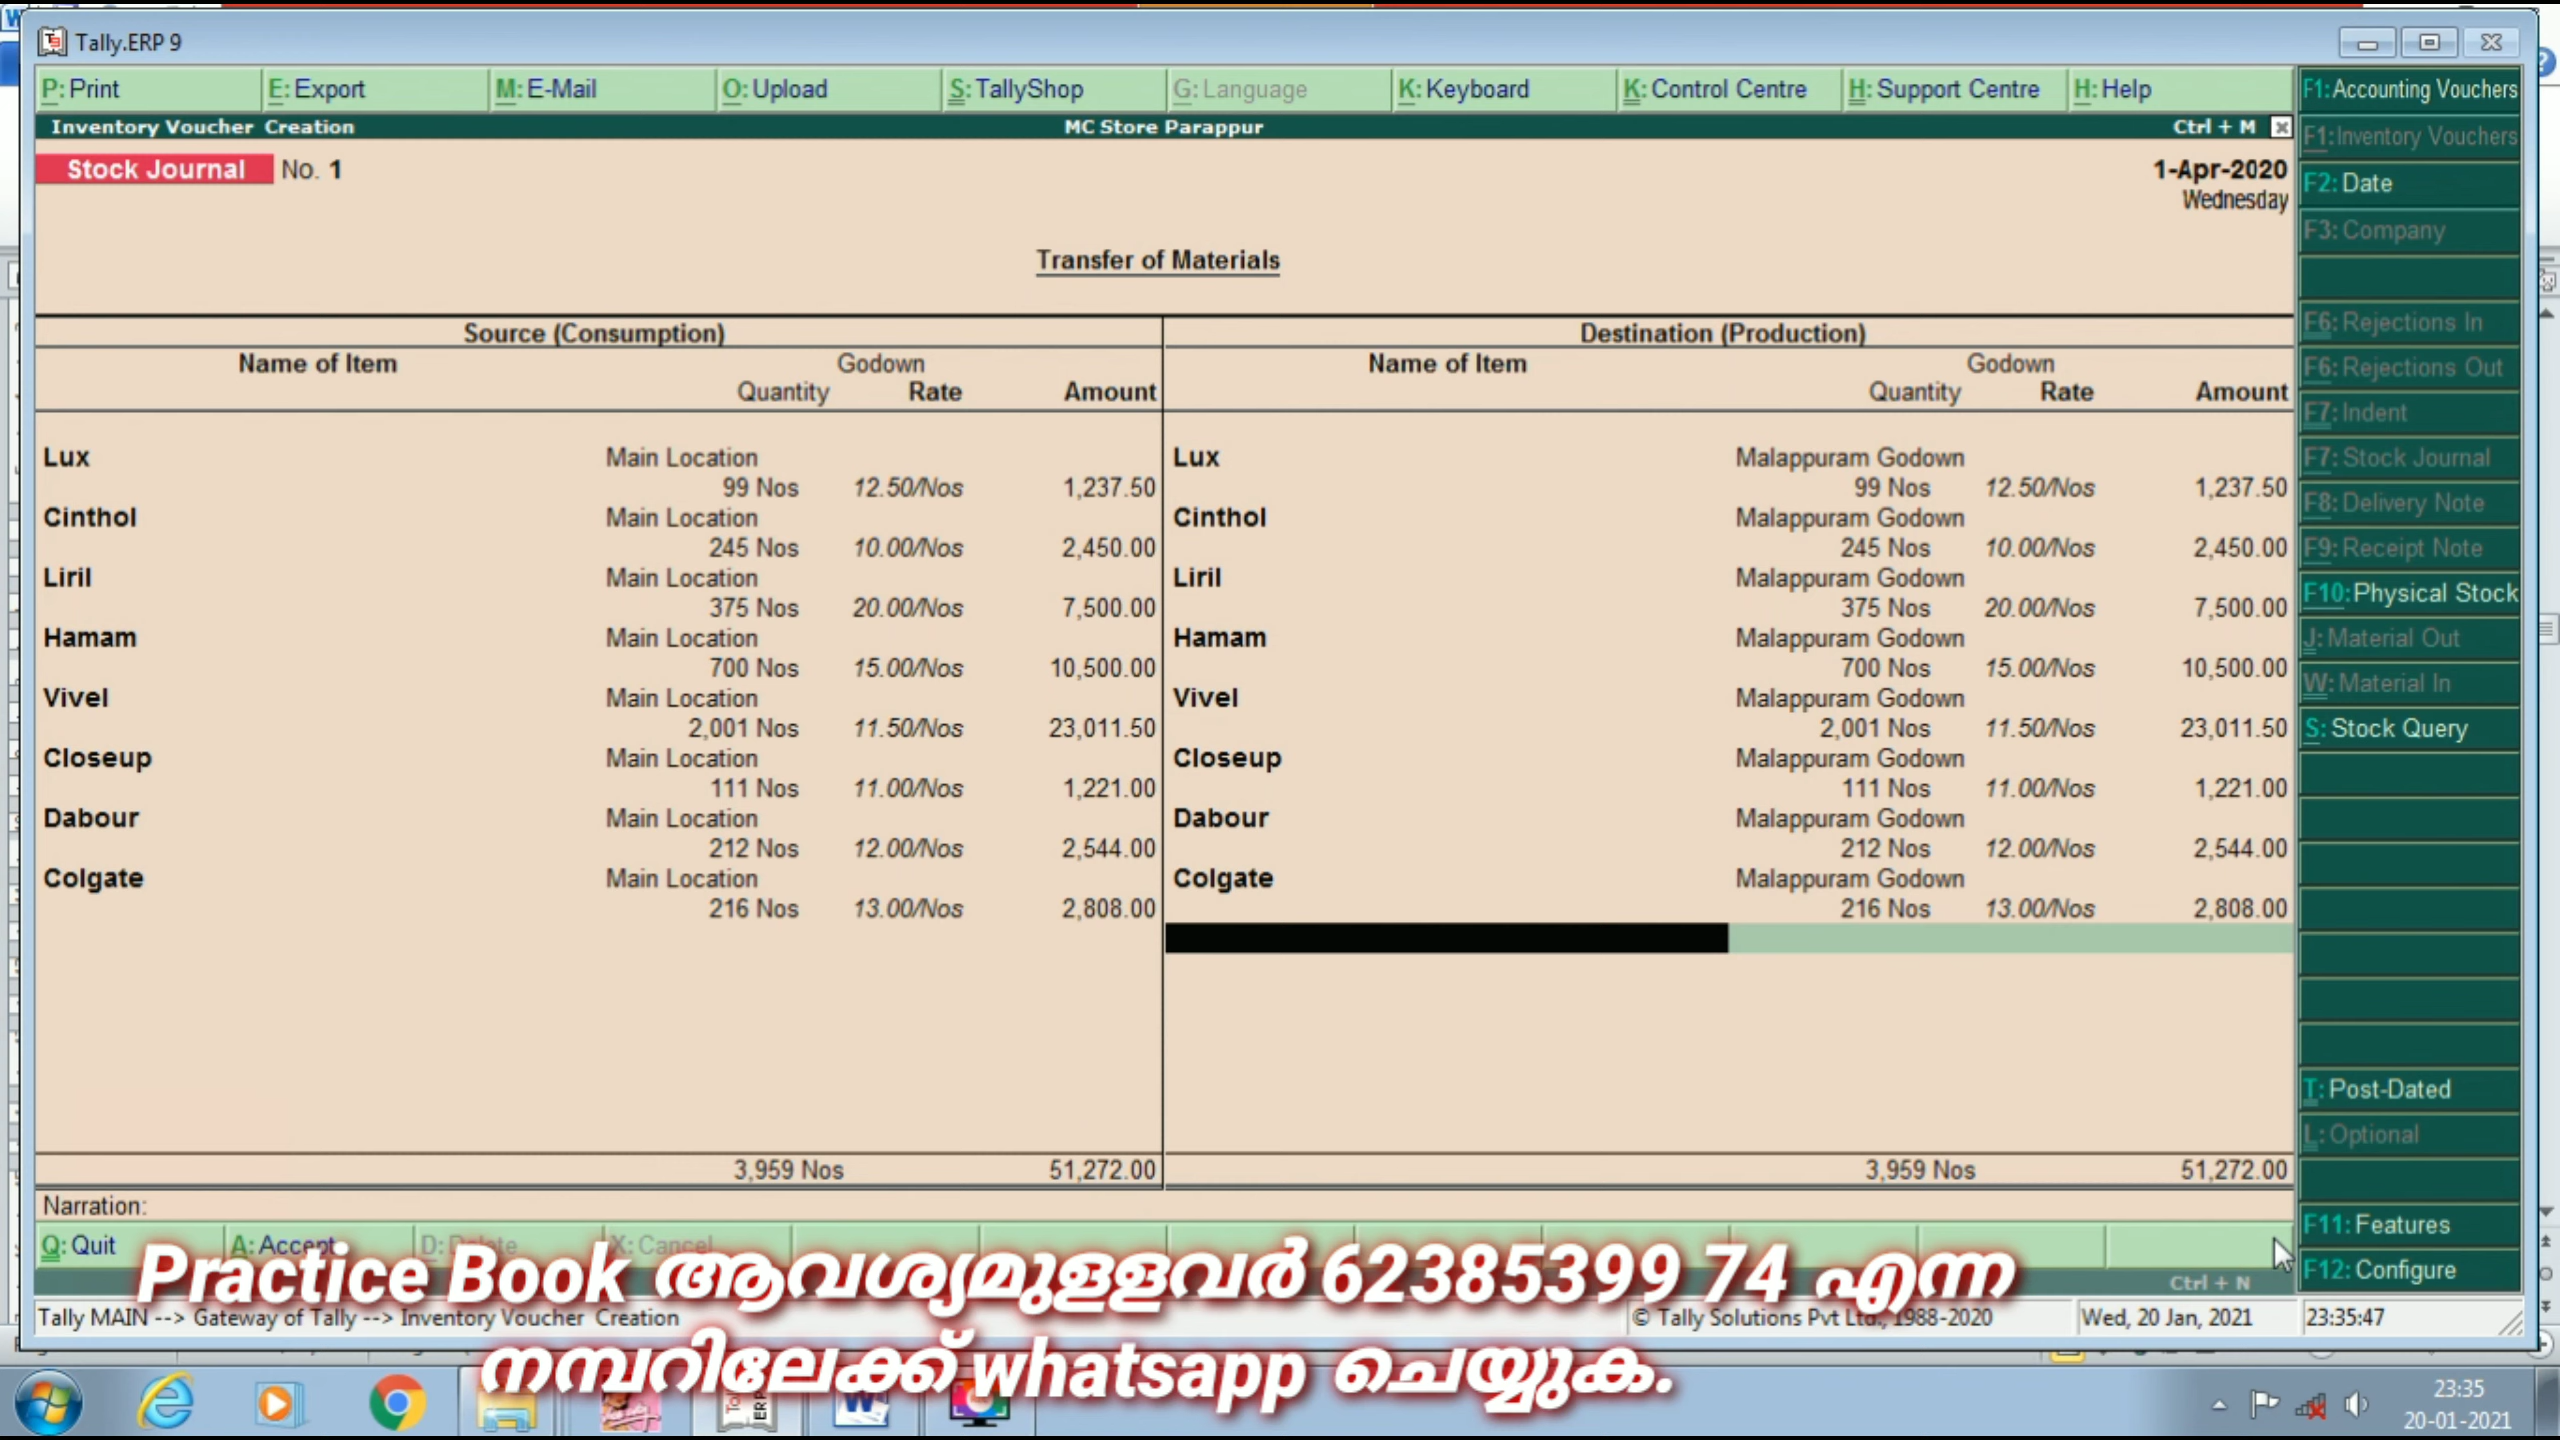 Tally.ERP 9
P: Print E: Export M: E-Mail O: Upload S: TallyShop G: Language K: Keyboard K: Control Centre H: Support Centre H: Help
Inventory Voucher Creation MC Store Parappur Ctrl + M
Stock Journal No. 1 1-Apr-2020
Wednesday
Transfer of Materials
Source (Consumption) Destination (Production)
Name of Item Godown Name of Item Godown
Quantity Rate Amount Quantity Rate Amount
Lux Main Location Lux Malappuram Godown
99 Nos 12.50/Nos 1,237.50 99 Nos 12.50/Nos 1,237.50
Cinthol Main Location Cinthol Malappuram Godown
245 Nos 10.00/Nos 2,450.00 245 Nos 10.00/Nos 2,450.00
Liril Main Location Liril Malappuram Godown
375 Nos 20.00/Nos 7,500.00 375 Nos 20.00/Nos 7,500.00
Hamam Main Location Hamam Malappuram Godown
700 Nos 15.00/Nos 10,500.00 700 Nos 15.00/Nos 10,500.00
Vivel Main Location Vivel Malappuram Godown
2,001 Nos 11.50/Nos 23,011.50 2,001 Nos 11.50/Nos 23,011.50
Closeup Main Location Closeup Malappuram Godown
111 Nos 11.00/Nos 1,221.00 111 Nos 11.00/Nos 1,221.00
Dabour Main Location Dabour Malappuram Godown
212 Nos 12.00/Nos 2,544.00 212 Nos 12.00/Nos 2,544.00
Colgate Main Location Colgate Malappuram Godown
216 Nos 13.00/Nos 2,808.00 216 Nos 13.00/Nos 2,808.00
3,959 Nos 51,272.00 3,959 Nos 51,272.00
Narration:
Q: Quit A: Accept D: Delete X: Cancel
Ctrl + N
Tally MAIN --> Gateway of Tally --> Inventory Voucher Creation © Tally Solutions Pvt Ltd., 1988-2020 Wed, 20 Jan, 2021 23:35:47
F1: Accounting Vouchers
F1: Inventory Vouchers
F2: Date
F3: Company
F6: Rejections In
F6: Rejections Out
F7: Indent
F7: Stock Journal
F8: Delivery Note
F9: Receipt Note
F10: Physical Stock
J: Material Out
W: Material In
S: Stock Query
T: Post-Dated
L: Optional
F11: Features
F12: Configure
Practice Book ആവശ്യമുള്ളവർ 62385399 74 എന്ന
നമ്പറിലേക്ക് whatsapp ചെയ്യുക.
23:35
20-01-2021